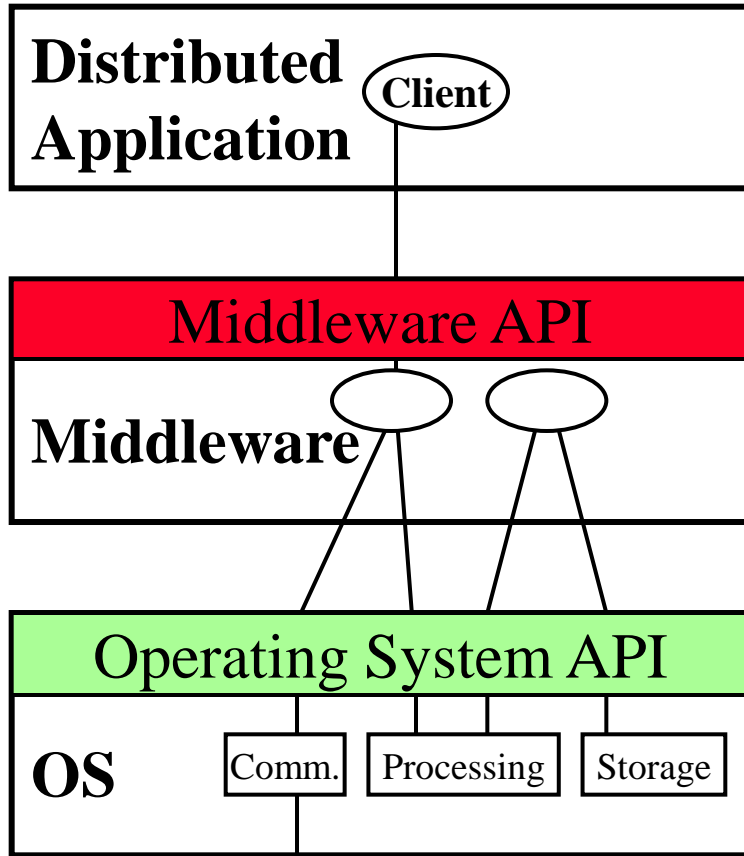 Distributed
Application
Client
Middleware API
Middleware
Operating System API
OS
Comm.
Processing
Storage